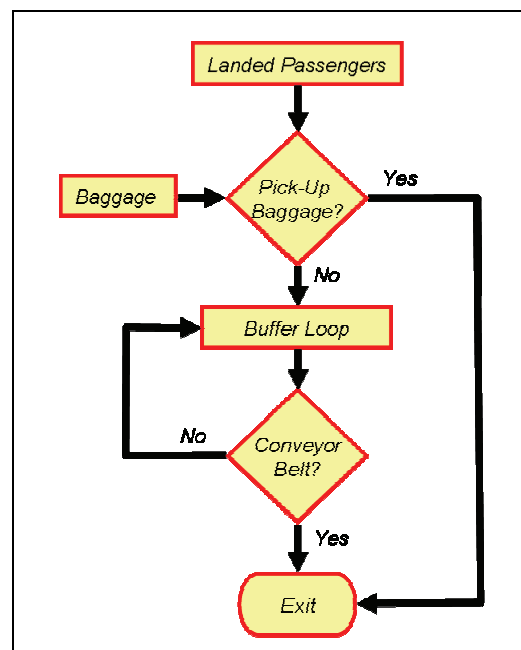 Landed Passengers
Pick-Up
Baggage?
Yes
Baggage
No
Buffer Loop
No
Conveyor
Belt?
Yes
Exit